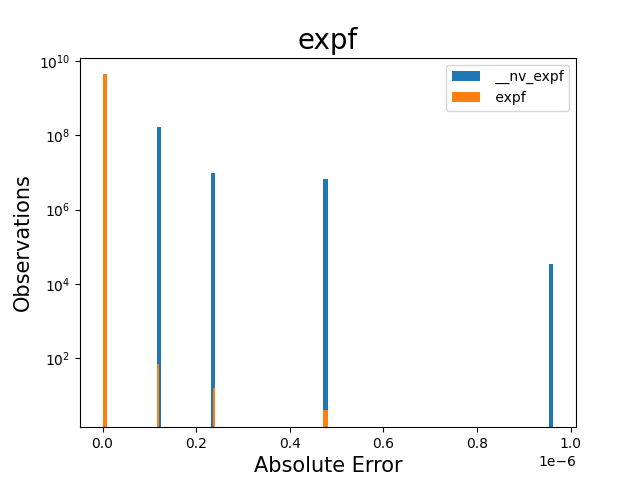 expf
Observations
10^10
10^8
10^6
10^4
10^2
__nv_expf
expf
0.0 0.2 0.4 0.6 0.8 1.0
1e−6
Absolute Error